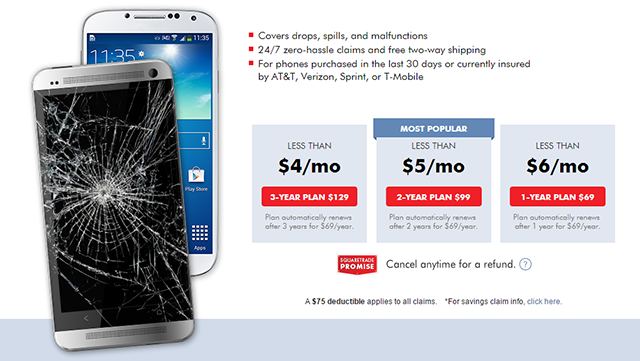 11:35
11:35
Play Store
Apps
Covers drops, spills, and malfunctions
24/7 zero-hassle claims and free two-way shipping
For phones purchased in the last 30 days or currently insured
by AT&T, Verizon, Sprint, or T-Mobile
LESS THAN
$4/mo
3-YEAR PLAN $129
Plan automatically renews
after 3 years for $69/year.
MOST POPULAR
LESS THAN
$5/mo
2-YEAR PLAN $99
Plan automatically renews
after 2 years for $69/year.
LESS THAN
$6/mo
1-YEAR PLAN $69
Plan automatically renews
after 1 year for $69/year.
SQUARETRADE
PROMISE
Cancel anytime for a refund. ?
A $75 deductible applies to all claims. *For savings claim info, click here.